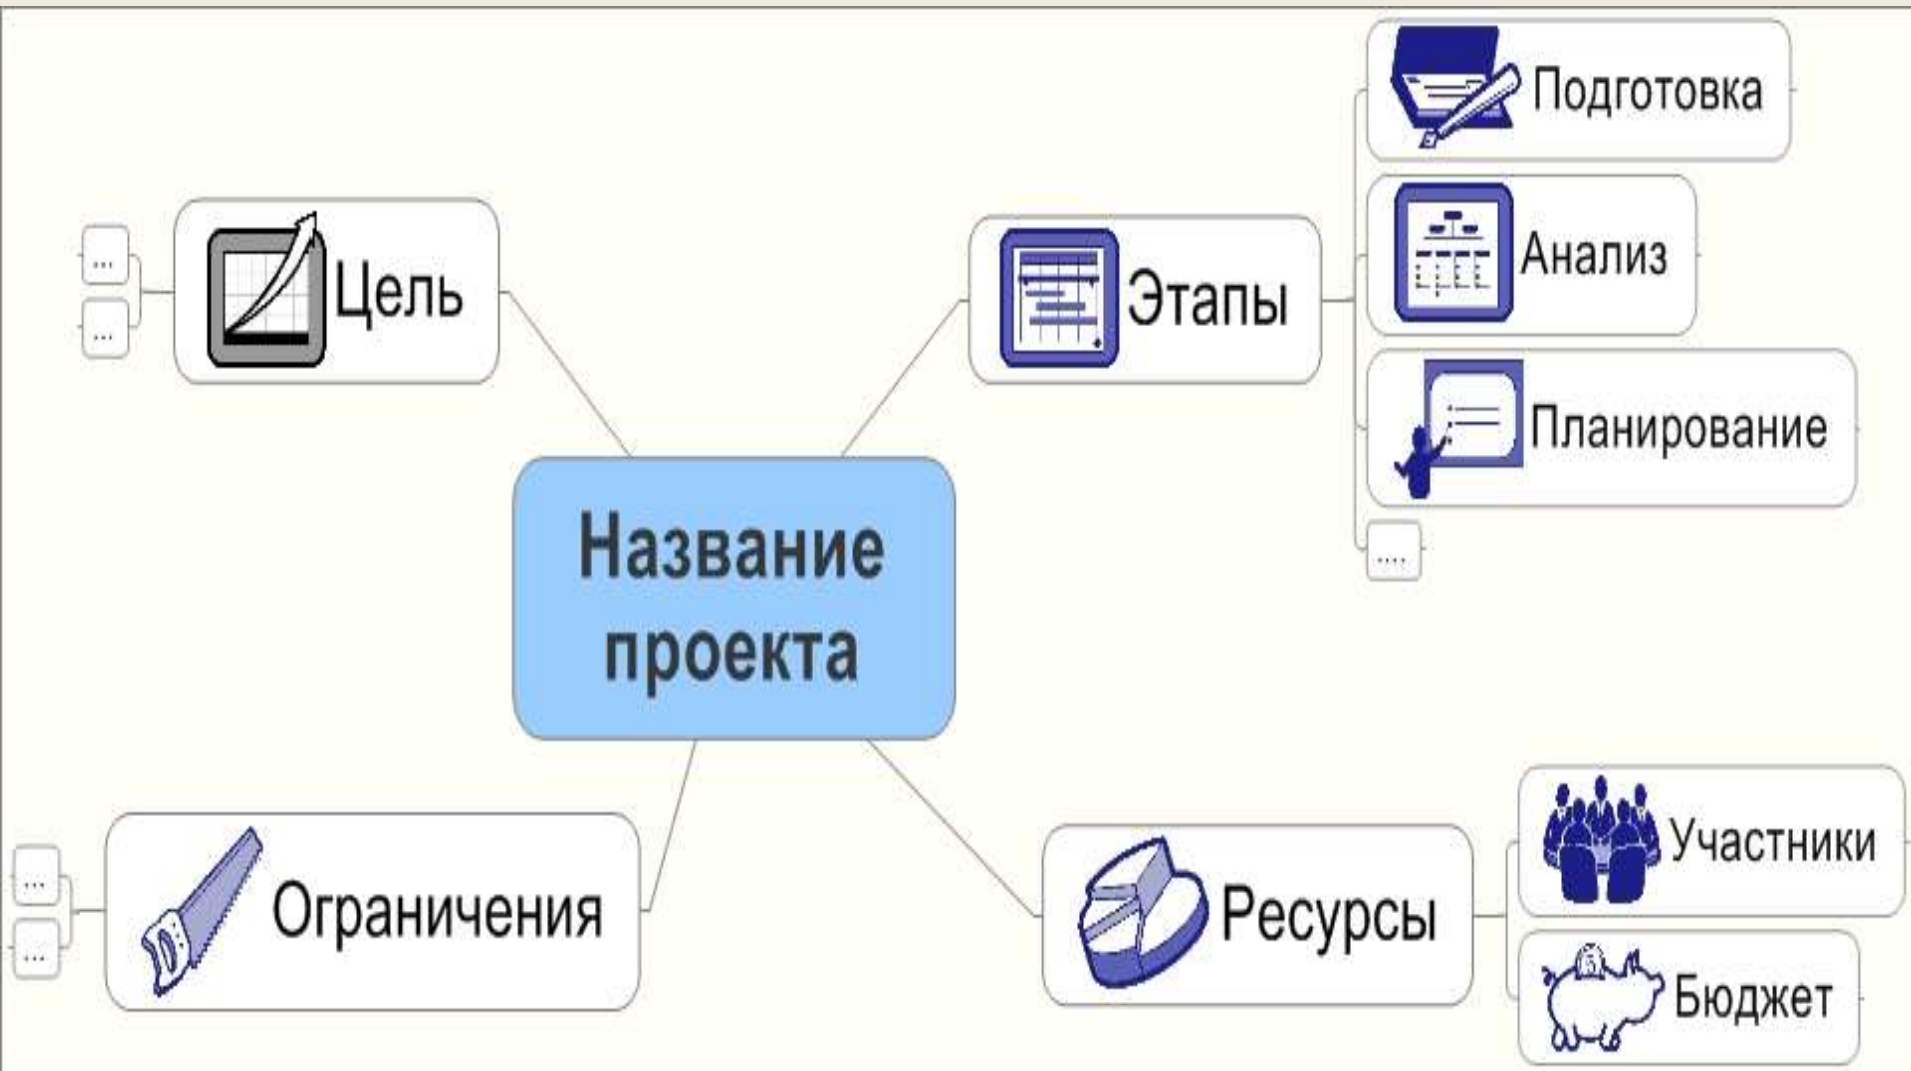 Подготовка
Анализ
Планирование
....
Этапы
Цель
...
...
Название
проекта
Ограничения
...
...
Ресурсы
Участники
Бюджет